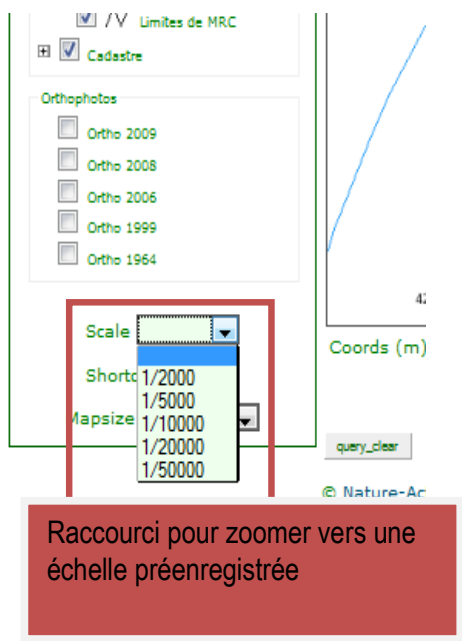 Limites de MRC
Cadastre
Orthophotos
Ortho 2009
Ortho 2008
Ortho 2006
Ortho 1999
Ortho 1964
42
Scale
Coords (m)
1/2000
1/5000
Mapsize
1/10000
1/20000
1/50000
query_clear
© Nature-Ac
Raccourci pour zoomer vers une
échelle préenregistrée